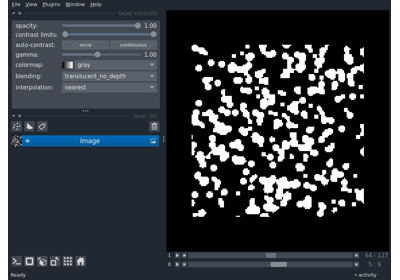 File View Plugins Window Help
layer controls
opacity: 1.00
contrast limits:
auto-contrast: once continuous
gamma: 1.00
colormap: gray
blending: translucent_no_depth
interpolation: nearest
layer list
Image
1 64 127
0 5 9
Ready activity